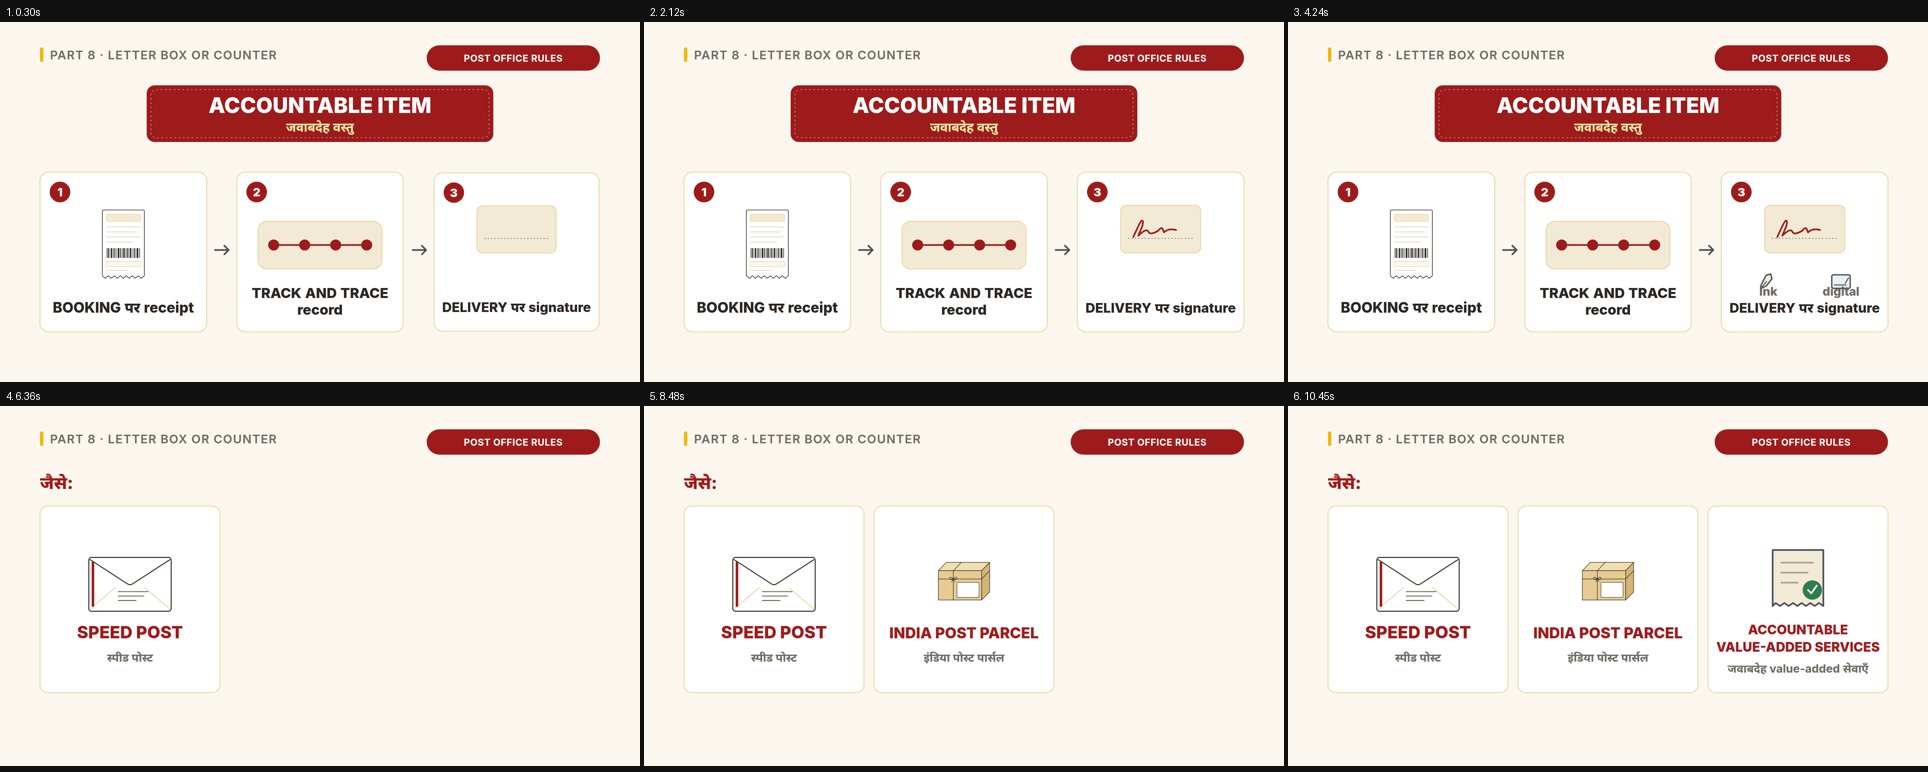 1. 0.30s
PART 8 · LETTER BOX OR COUNTER
POST OFFICE RULES
ACCOUNTABLE ITEM
जवाबदेह वस्तु
1
BOOKING पर receipt
2
TRACK AND TRACE
record
3
DELIVERY पर signature
2. 2.12s
PART 8 · LETTER BOX OR COUNTER
POST OFFICE RULES
ACCOUNTABLE ITEM
जवाबदेह वस्तु
1
BOOKING पर receipt
2
TRACK AND TRACE
record
3
DELIVERY पर signature
3. 4.24s
PART 8 · LETTER BOX OR COUNTER
POST OFFICE RULES
ACCOUNTABLE ITEM
जवाबदेह वस्तु
1
BOOKING पर receipt
2
TRACK AND TRACE
record
3
ink
digital
DELIVERY पर signature
4. 6.36s
PART 8 · LETTER BOX OR COUNTER
POST OFFICE RULES
जैसे:
SPEED POST
स्पीड पोस्ट
5. 8.48s
PART 8 · LETTER BOX OR COUNTER
POST OFFICE RULES
जैसे:
SPEED POST
स्पीड पोस्ट
INDIA POST PARCEL
इंडिया पोस्ट पार्सल
6. 10.45s
PART 8 · LETTER BOX OR COUNTER
POST OFFICE RULES
जैसे:
SPEED POST
स्पीड पोस्ट
INDIA POST PARCEL
इंडिया पोस्ट पार्सल
ACCOUNTABLE
VALUE-ADDED SERVICES
जवाबदेह value-added सेवाएँ